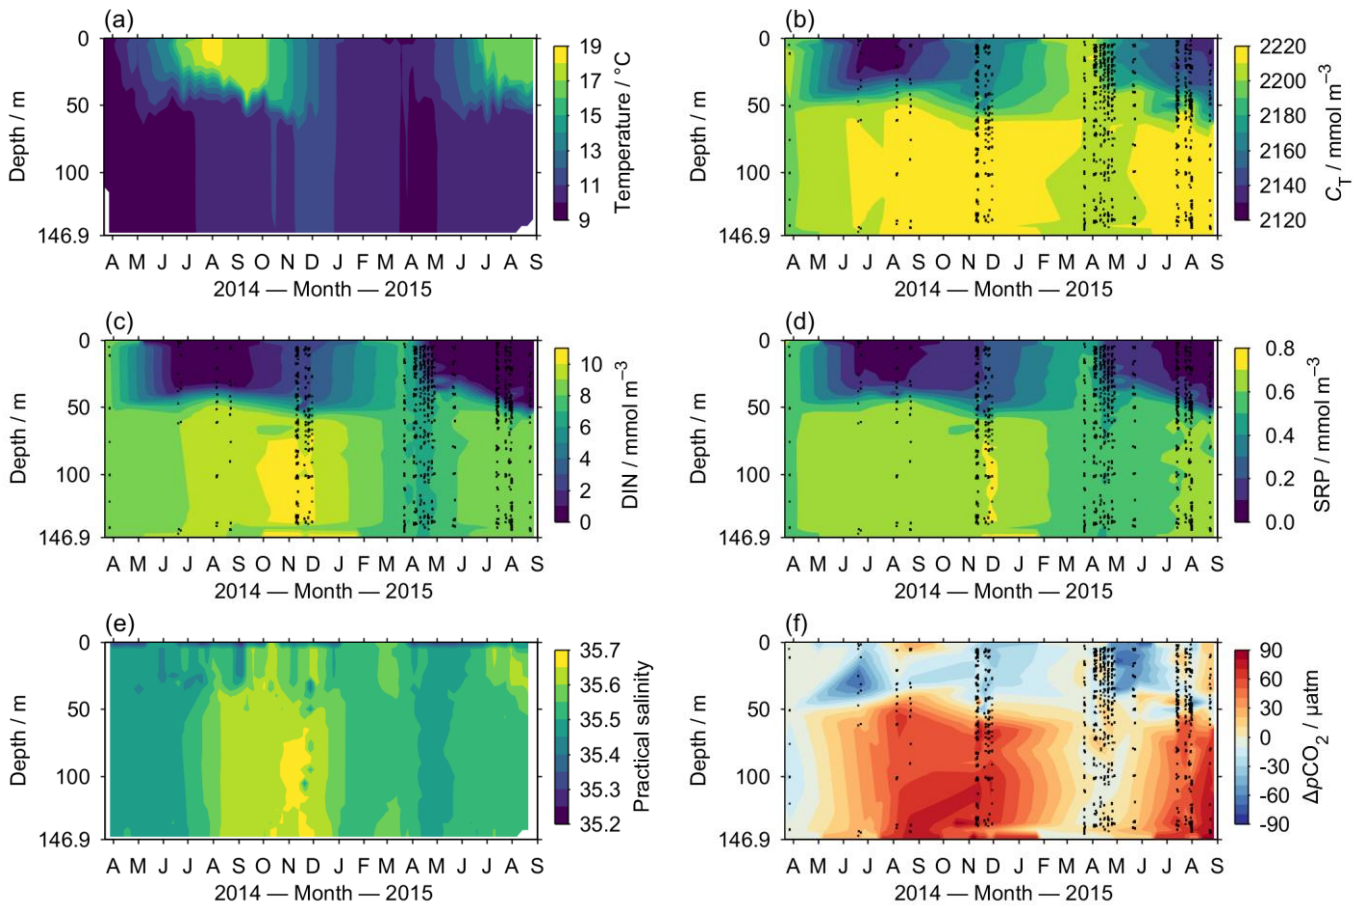 (a)
0
50
100
146.9
Depth / m
A M J J A S O N D J F M A M J J A S
2014 — Month — 2015
19
17
15
13
11
9
Temperature / °C
(b)
0
50
100
146.9
Depth / m
A M J J A S O N D J F M A M J J A S
2014 — Month — 2015
2220
2200
2180
2160
2140
2120
C_T / mmol m⁻³
(c)
0
50
100
146.9
Depth / m
A M J J A S O N D J F M A M J J A S
2014 — Month — 2015
10
8
6
4
2
0
DIN / mmol m⁻³
(d)
0
50
100
146.9
Depth / m
A M J J A S O N D J F M A M J J A S
2014 — Month — 2015
0.8
0.6
0.4
0.2
0.0
SRP / mmol m⁻³
(e)
0
50
100
146.9
Depth / m
A M J J A S O N D J F M A M J J A S
2014 — Month — 2015
35.7
35.6
35.5
35.4
35.3
35.2
Practical salinity
(f)
0
50
100
146.9
Depth / m
A M J J A S O N D J F M A M J J A S
2014 — Month — 2015
90
60
30
0
-30
-60
-90
ΔpCO₂ / µatm